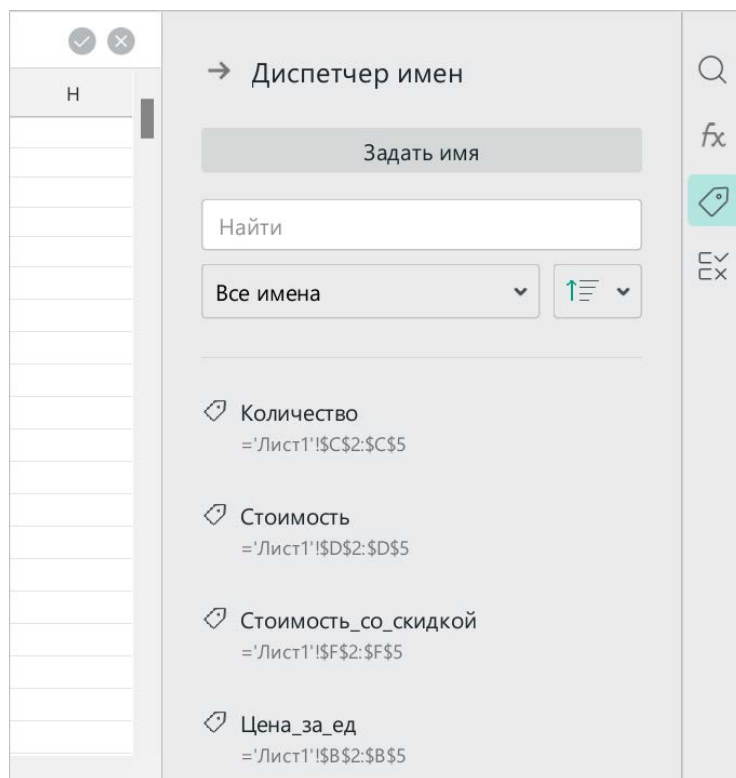 H
Диспетчер имен
Задать имя
Найти
Все имена
fx
Количество
='Лист1'!$C$2:$C$5
Стоимость
='Лист1'!$D$2:$D$5
Стоимость_со_скидкой
='Лист1'!$F$2:$F$5
Цена_за_ед
='Лист1'!$B$2:$B$5